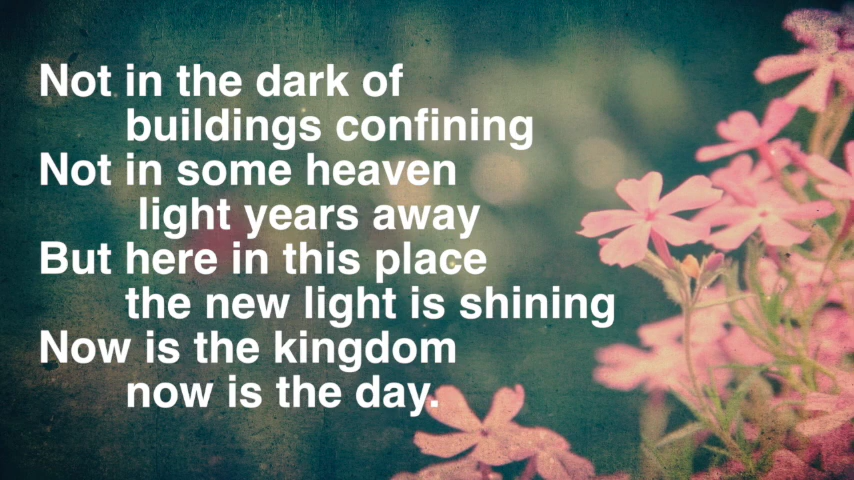 Not in the dark of
buildings confining
Not in some heaven
light years away
But here in this place
the new light is shining
Now is the kingdom
now is the day.